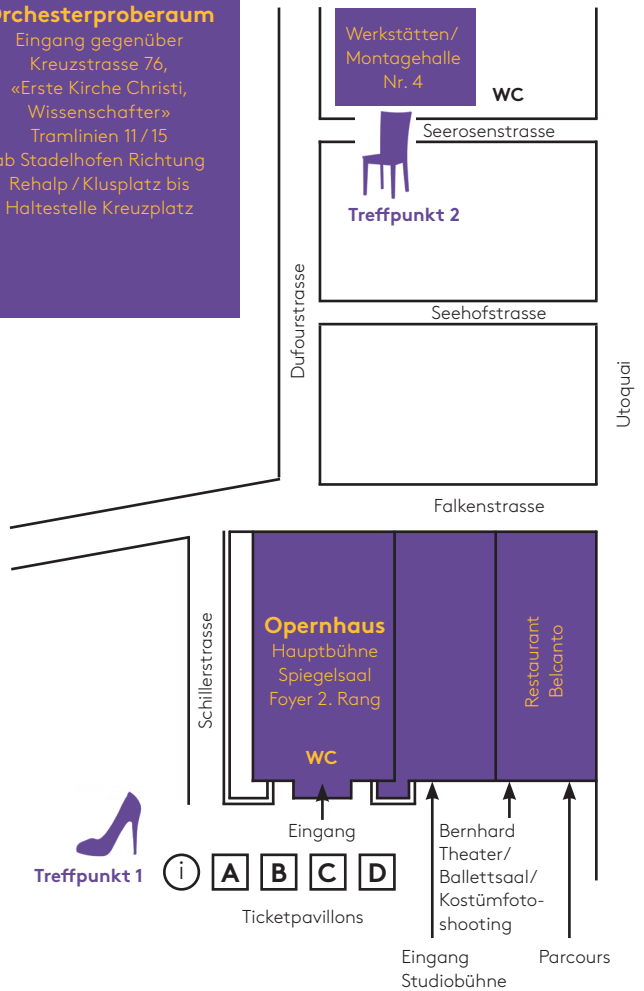 rchesterproberaum
Eingang gegenüber
Kreuzstrasse 76,
«Erste Kirche Christi,
Wissenschafter»
Tramlinien 11 / 15
ab Stadelhofen Richtung
Rehalp / Klusplatz bis
Haltestelle Kreuzplatz
Werkstätten/
Montagehalle
Nr. 4
WC
Seerosenstrasse
Treffpunkt 2
Dufourstrasse
Seehofstrasse
Utoquai
Falkenstrasse
Schillerstrasse
Opernhaus
Hauptbühne
Spiegelsaal
Foyer 2. Rang
WC
Restaurant
Belcanto
Treffpunkt 1
i
A B C D
Ticketpavillons
Eingang
Bernhard
Theater/
Ballettsaal/
Kostümfoto-
shooting
Eingang
Studiobühne
Parcours